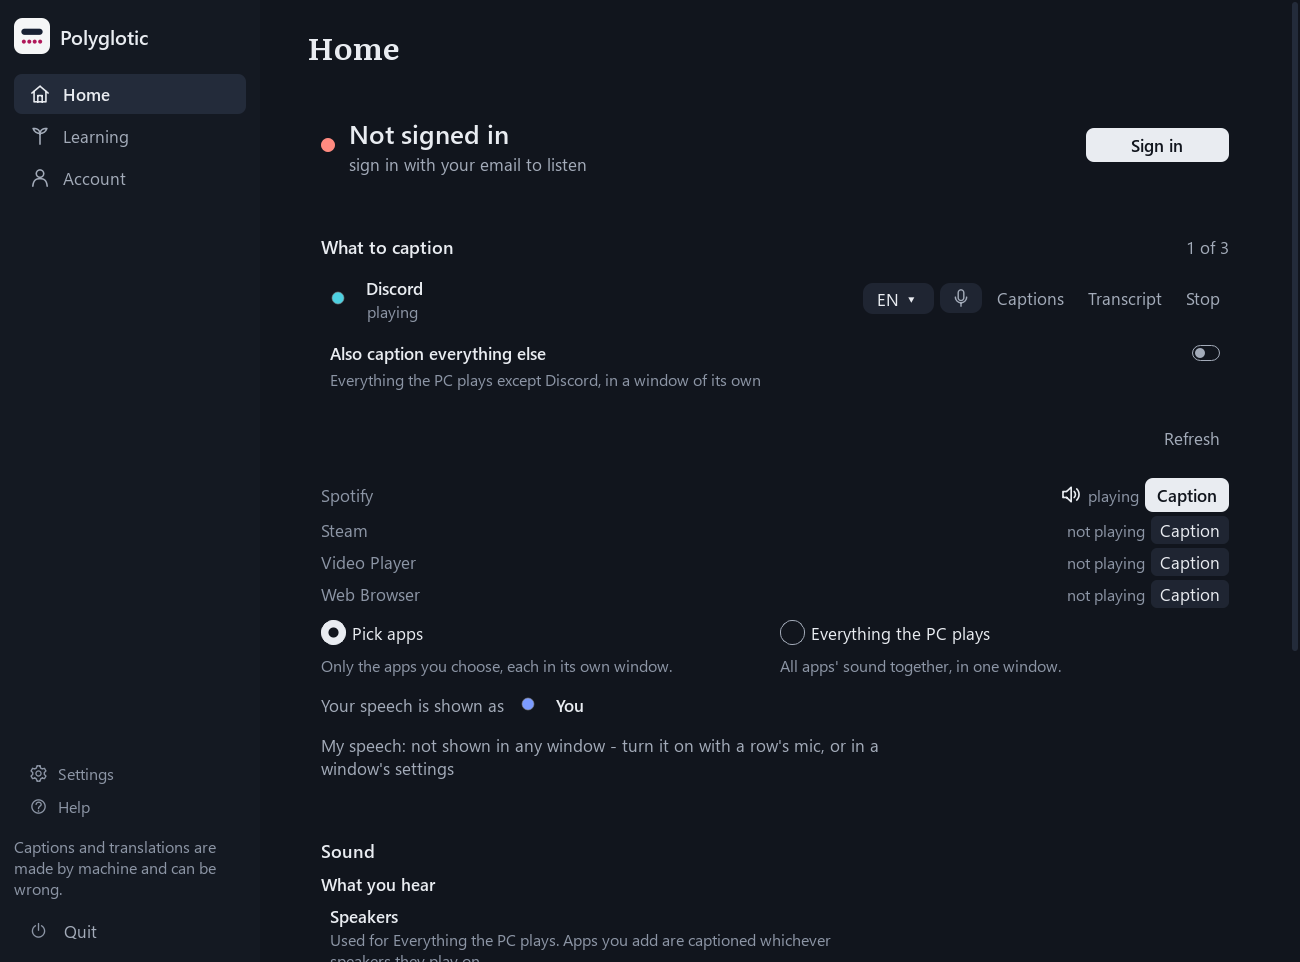 Polyglotic
Home
Learning
Account
Settings
Help
Captions and translations are
made by machine and can be
wrong.
Quit
Home
Not signed in
sign in with your email to listen
Sign in
What to caption
1 of 3
Discord
playing
EN
Captions
Transcript
Stop
Also caption everything else
Everything the PC plays except Discord, in a window of its own
Refresh
Spotify
playing
Caption
Steam
not playing
Caption
Video Player
not playing
Caption
Web Browser
not playing
Caption
Pick apps
Only the apps you choose, each in its own window.
Everything the PC plays
All apps' sound together, in one window.
Your speech is shown as
You
My speech: not shown in any window - turn it on with a row's mic, or in a
window's settings
Sound
What you hear
Speakers
Used for Everything the PC plays. Apps you add are captioned whichever
speakers they play on.